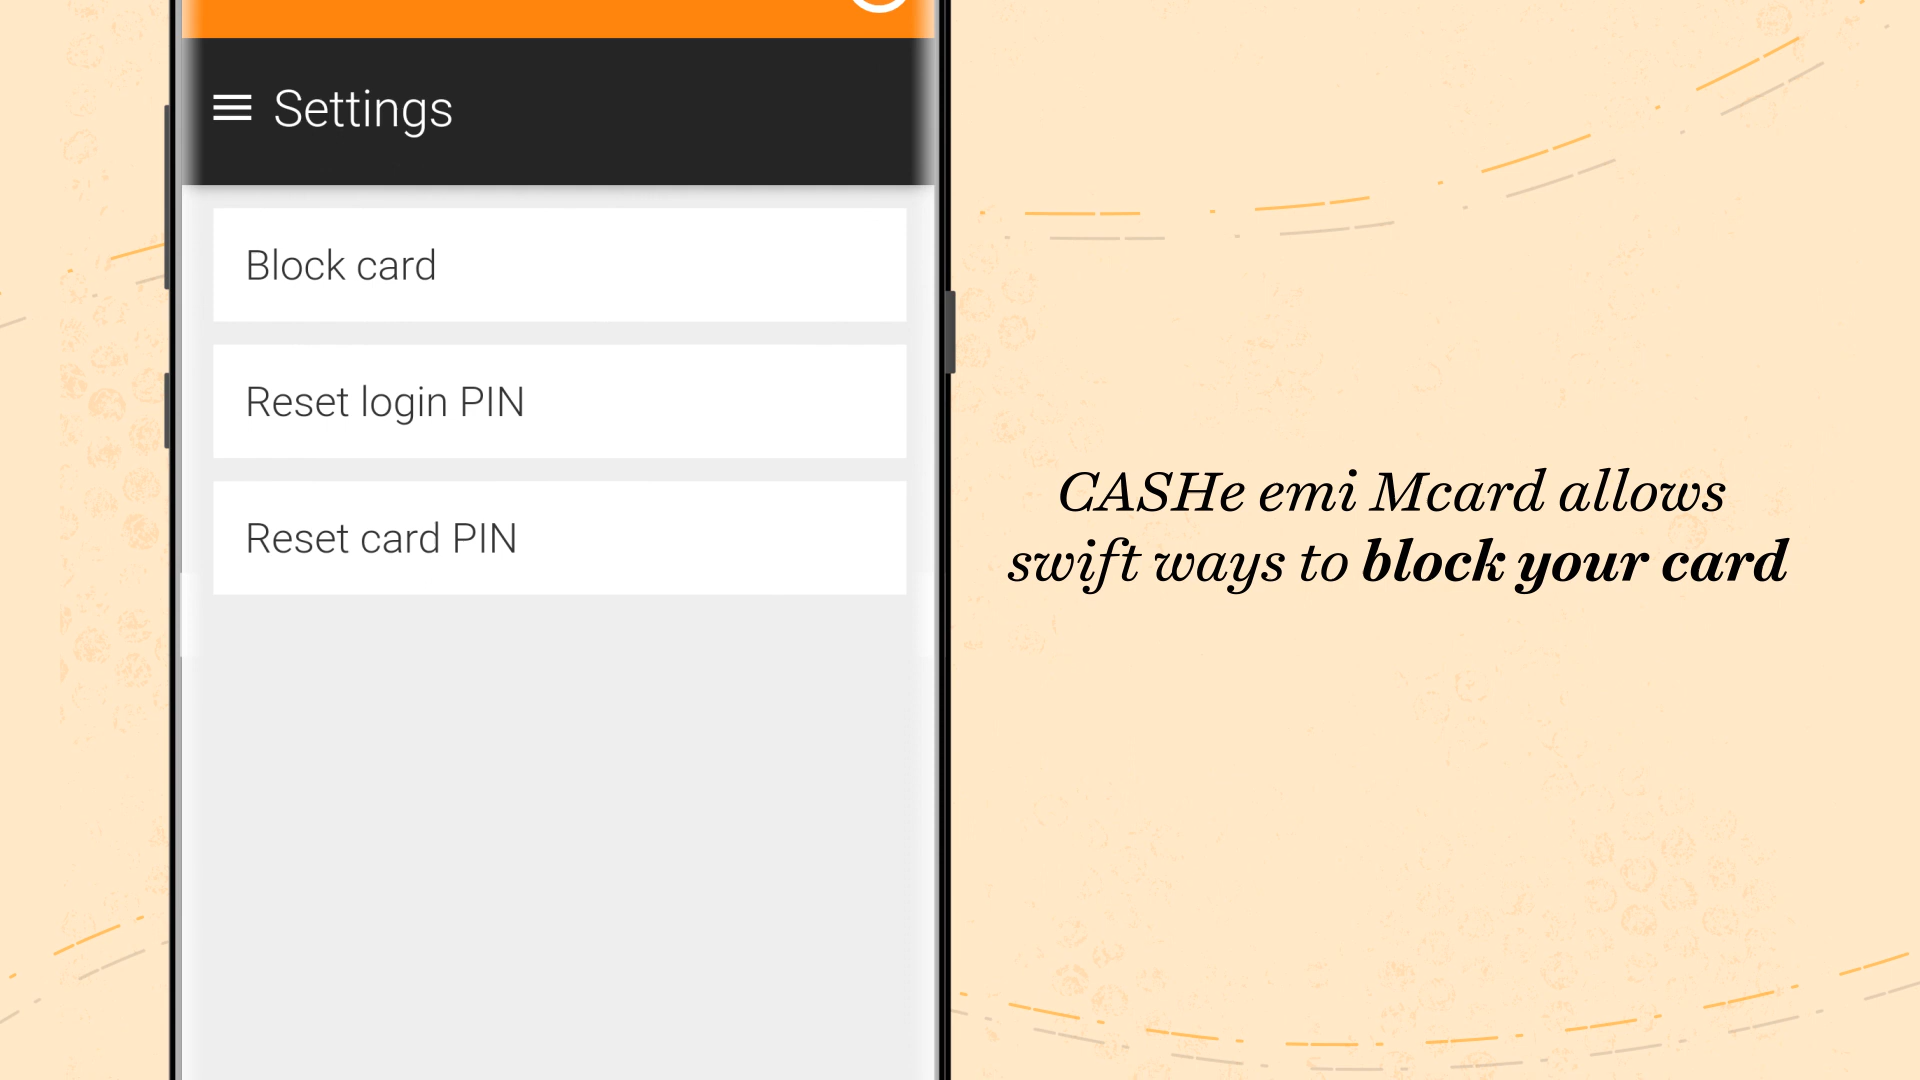 Settings
Block card
Reset login PIN
Reset card PIN
CASHe emi Mcard allows
swift ways to block your card